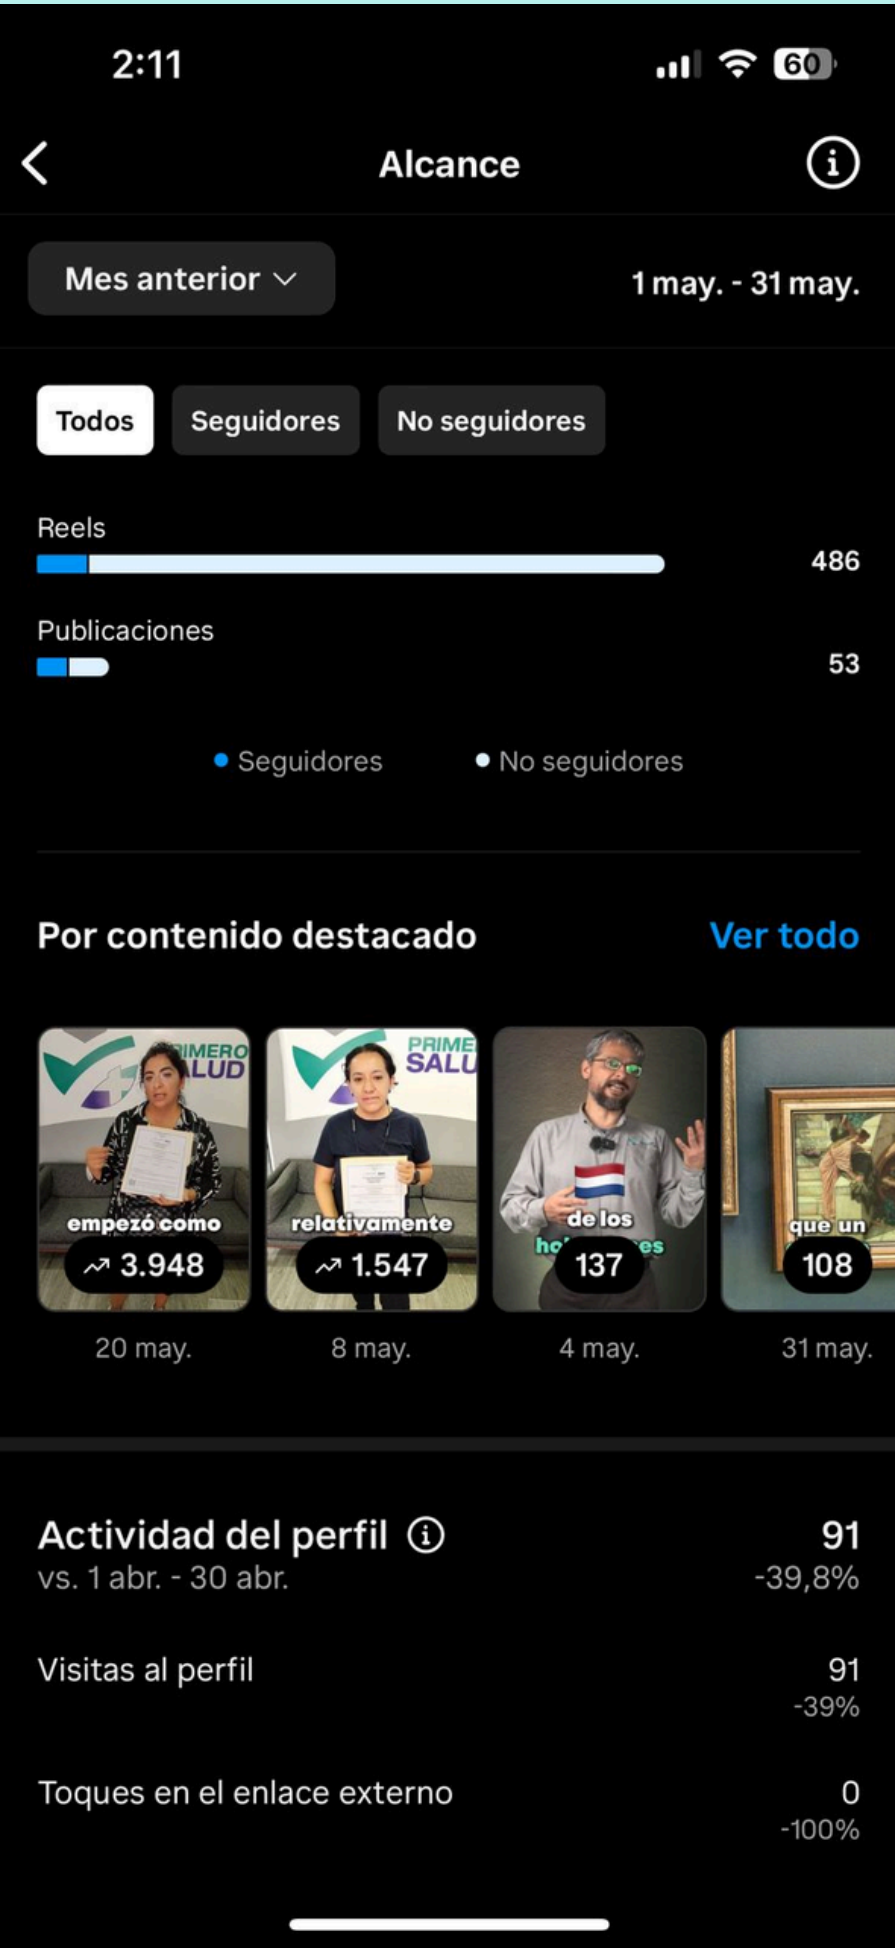 2:11
60
Alcance
Mes anterior
1 may. - 31 may.
Todos
Seguidores
No seguidores
Reels
486
Publicaciones
53
Seguidores
No seguidores
Por contenido destacado
Ver todo
PRIMERO
SALUD
empezó como
3.948
20 may.
PRIME
SALU
relativamente
1.547
8 may.
de los
137
4 may.
que un
108
31 may.
Actividad del perfil
91
vs. 1 abr. - 30 abr.
-39,8%
Visitas al perfil
91
-39%
Toques en el enlace externo
0
-100%